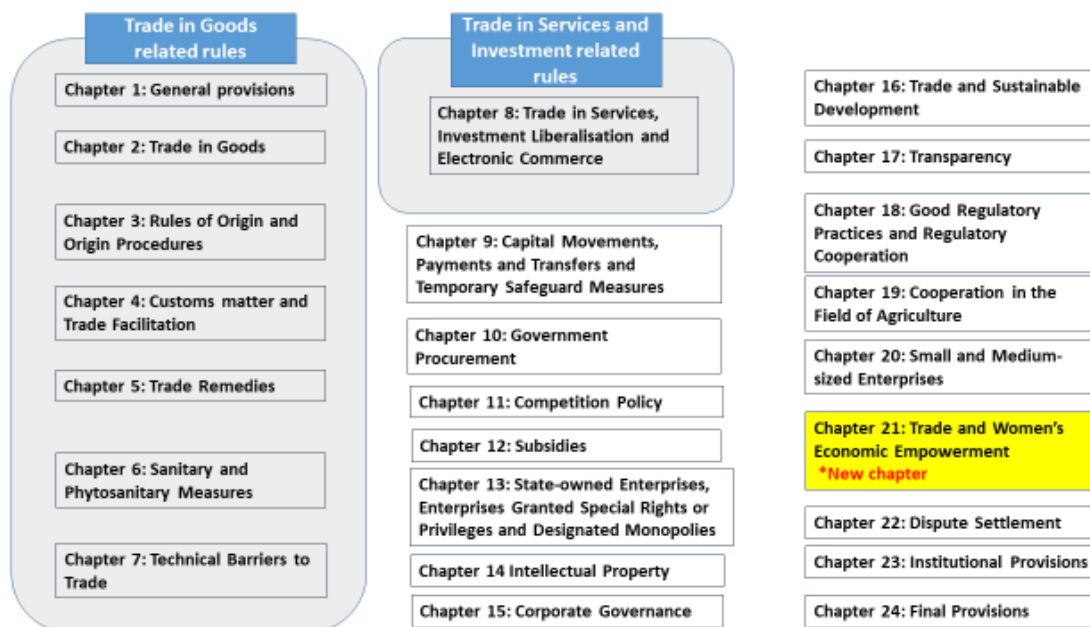 Trade in Goods
related rules
Chapter 1: General provisions
Chapter 2: Trade in Goods
Chapter 3: Rules of Origin and
Origin Procedures
Chapter 4: Customs matter and
Trade Facilitation
Chapter 5: Trade Remedies
Chapter 6: Sanitary and
Phytosanitary Measures
Chapter 7: Technical Barriers to
Trade
Trade in Services and
Investment related
rules
Chapter 8: Trade in Services,
Investment Liberalisation and
Electronic Commerce
Chapter 9: Capital Movements,
Payments and Transfers and
Temporary Safeguard Measures
Chapter 10: Government
Procurement
Chapter 11: Competition Policy
Chapter 12: Subsidies
Chapter 13: State-owned Enterprises,
Enterprises Granted Special Rights or
Privileges and Designated Monopolies
Chapter 14 Intellectual Property
Chapter 15: Corporate Governance
Chapter 16: Trade and Sustainable
Development
Chapter 17: Transparency
Chapter 18: Good Regulatory
Practices and Regulatory
Cooperation
Chapter 19: Cooperation in the
Field of Agriculture
Chapter 20: Small and Medium-
sized Enterprises
Chapter 21: Trade and Women's
Economic Empowerment
*New chapter
Chapter 22: Dispute Settlement
Chapter 23: Institutional Provisions
Chapter 24: Final Provisions